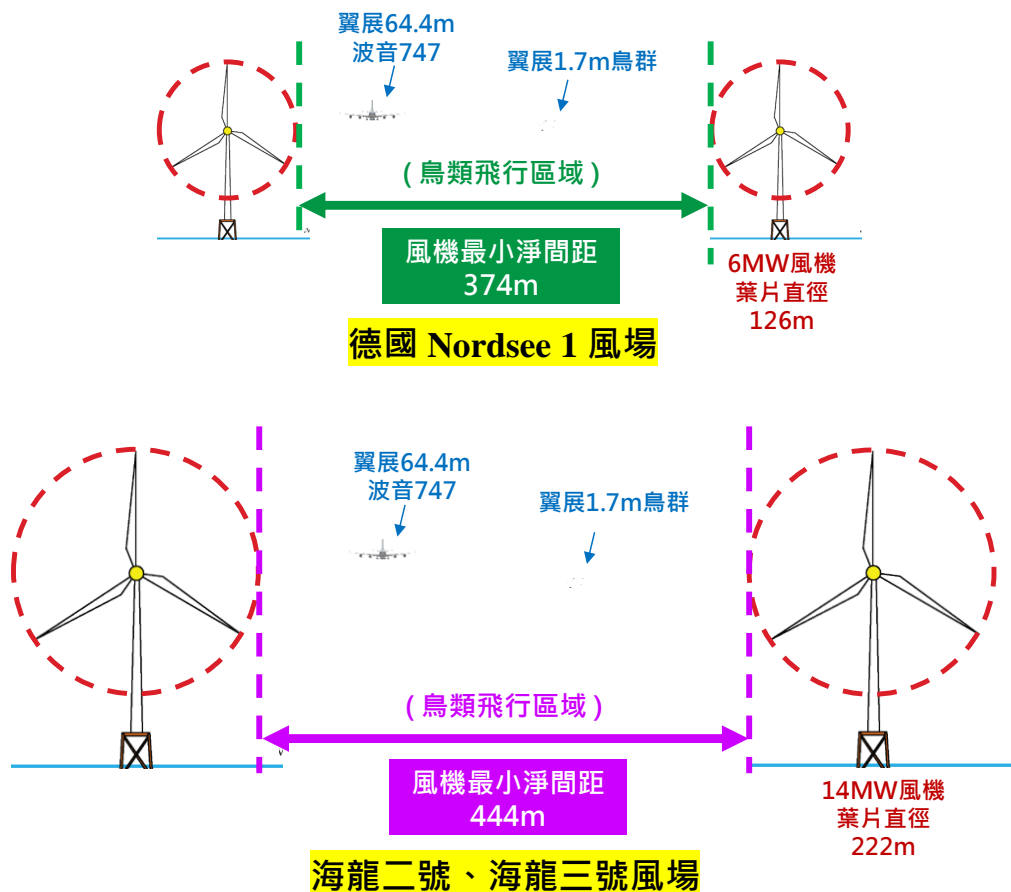 翼展64.4m
波音747
翼展1.7m鳥群
( 鳥類飛行區域 )
風機最小淨間距
374m
6MW風機
葉片直徑
126m
德國 Nordsee 1 風場
翼展64.4m
波音747
翼展1.7m鳥群
( 鳥類飛行區域 )
風機最小淨間距
444m
14MW風機
葉片直徑
222m
海龍二號、海龍三號風場